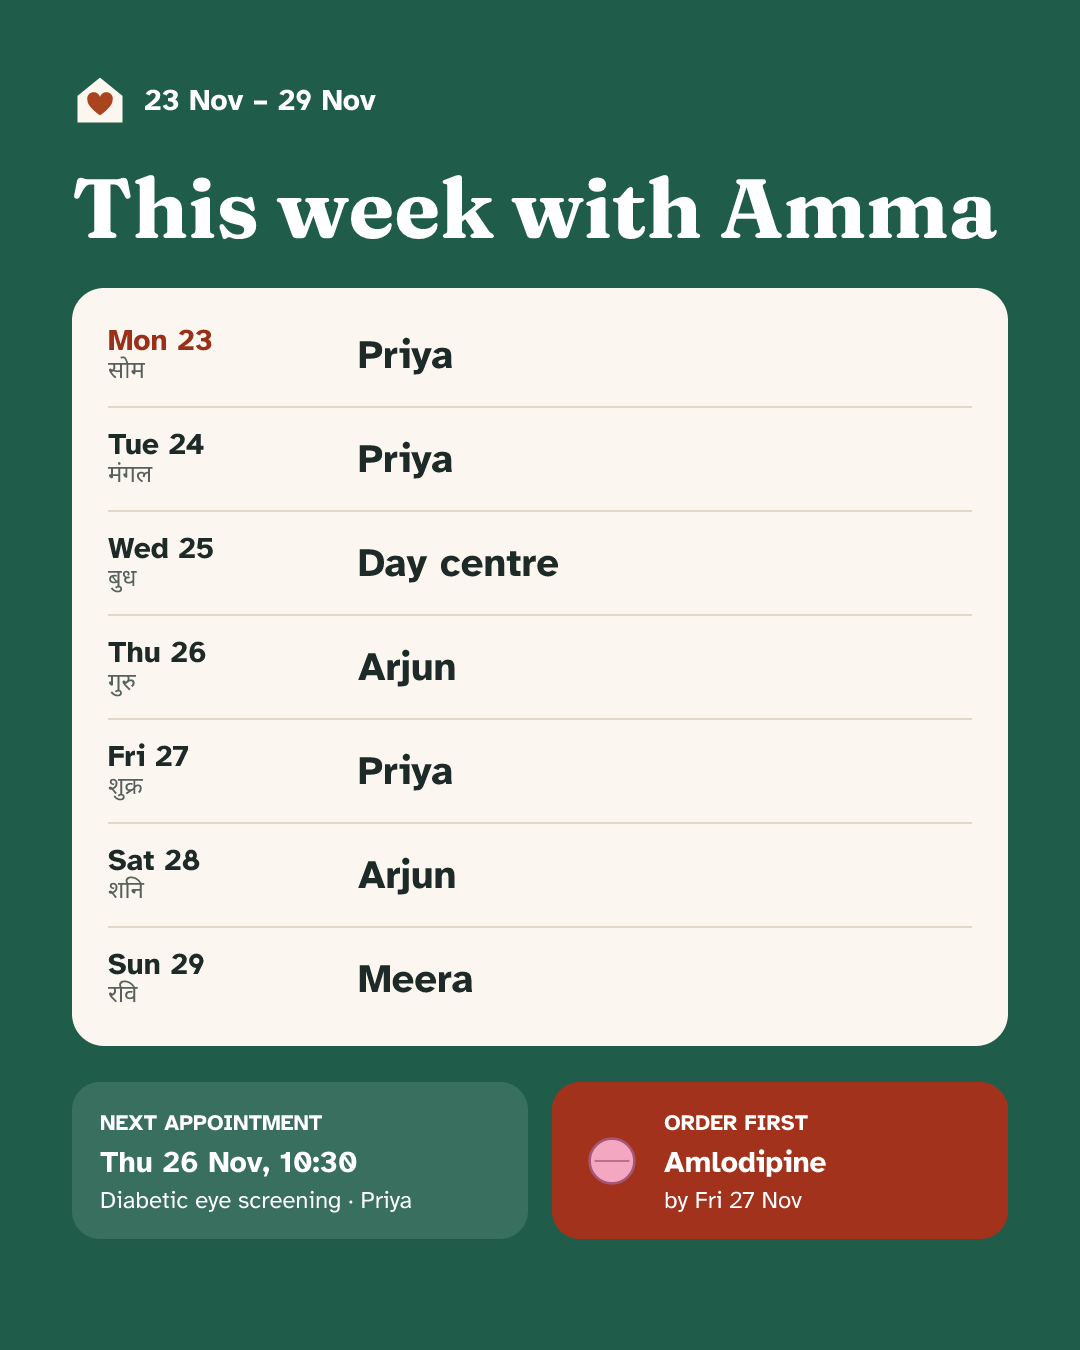 23 Nov – 29 Nov
This week with Amma
Mon 23
सोम
Priya
Tue 24
मंगल
Priya
Wed 25
बुध
Day centre
Thu 26
गुरु
Arjun
Fri 27
शुक्र
Priya
Sat 28
शनि
Arjun
Sun 29
रवि
Meera
NEXT APPOINTMENT
Thu 26 Nov, 10:30
Diabetic eye screening · Priya
ORDER FIRST
Amlodipine
by Fri 27 Nov